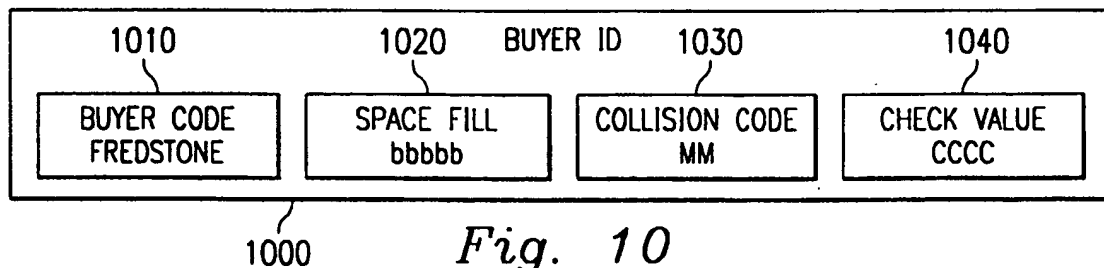 1010 1020 BUYER ID 1030 1040
BUYER CODE SPACE FILL COLLISION CODE CHECK VALUE
FREDSTONE bbbbb MM CCCC
1000 Fig. 10